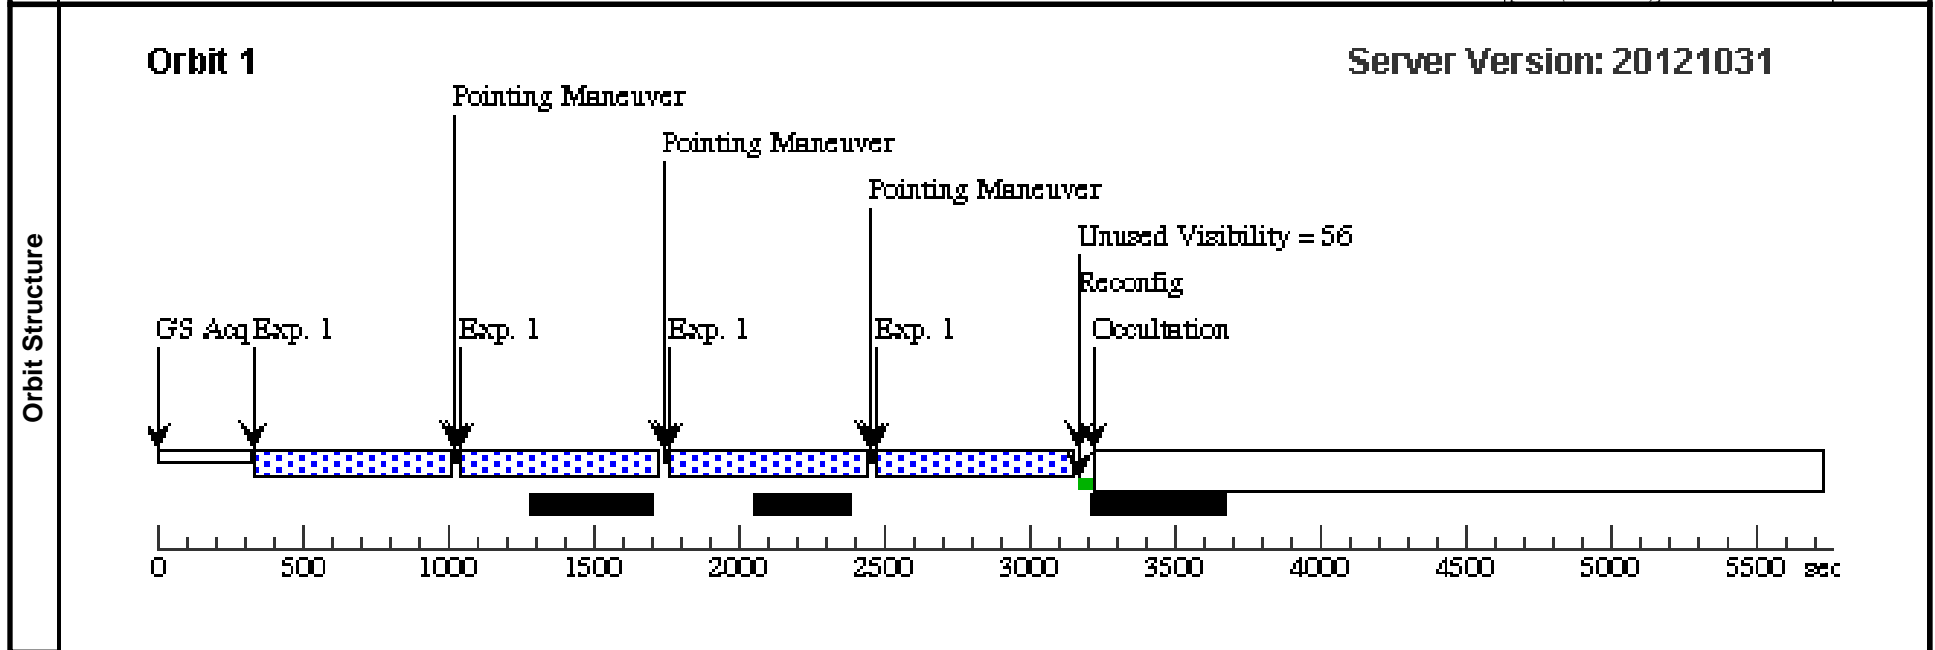 Orbit 1
Server Version: 20121031
Pointing Maneuver
Pointing Maneuver
Pointing Maneuver
Unused Visibility = 56
Reconfig
GS Acq Exp. 1 Exp. 1 Exp. 1 Exp. 1 Occultation
Orbit Structure
0 500 1000 1500 2000 2500 3000 3500 4000 4500 5000 5500 sec